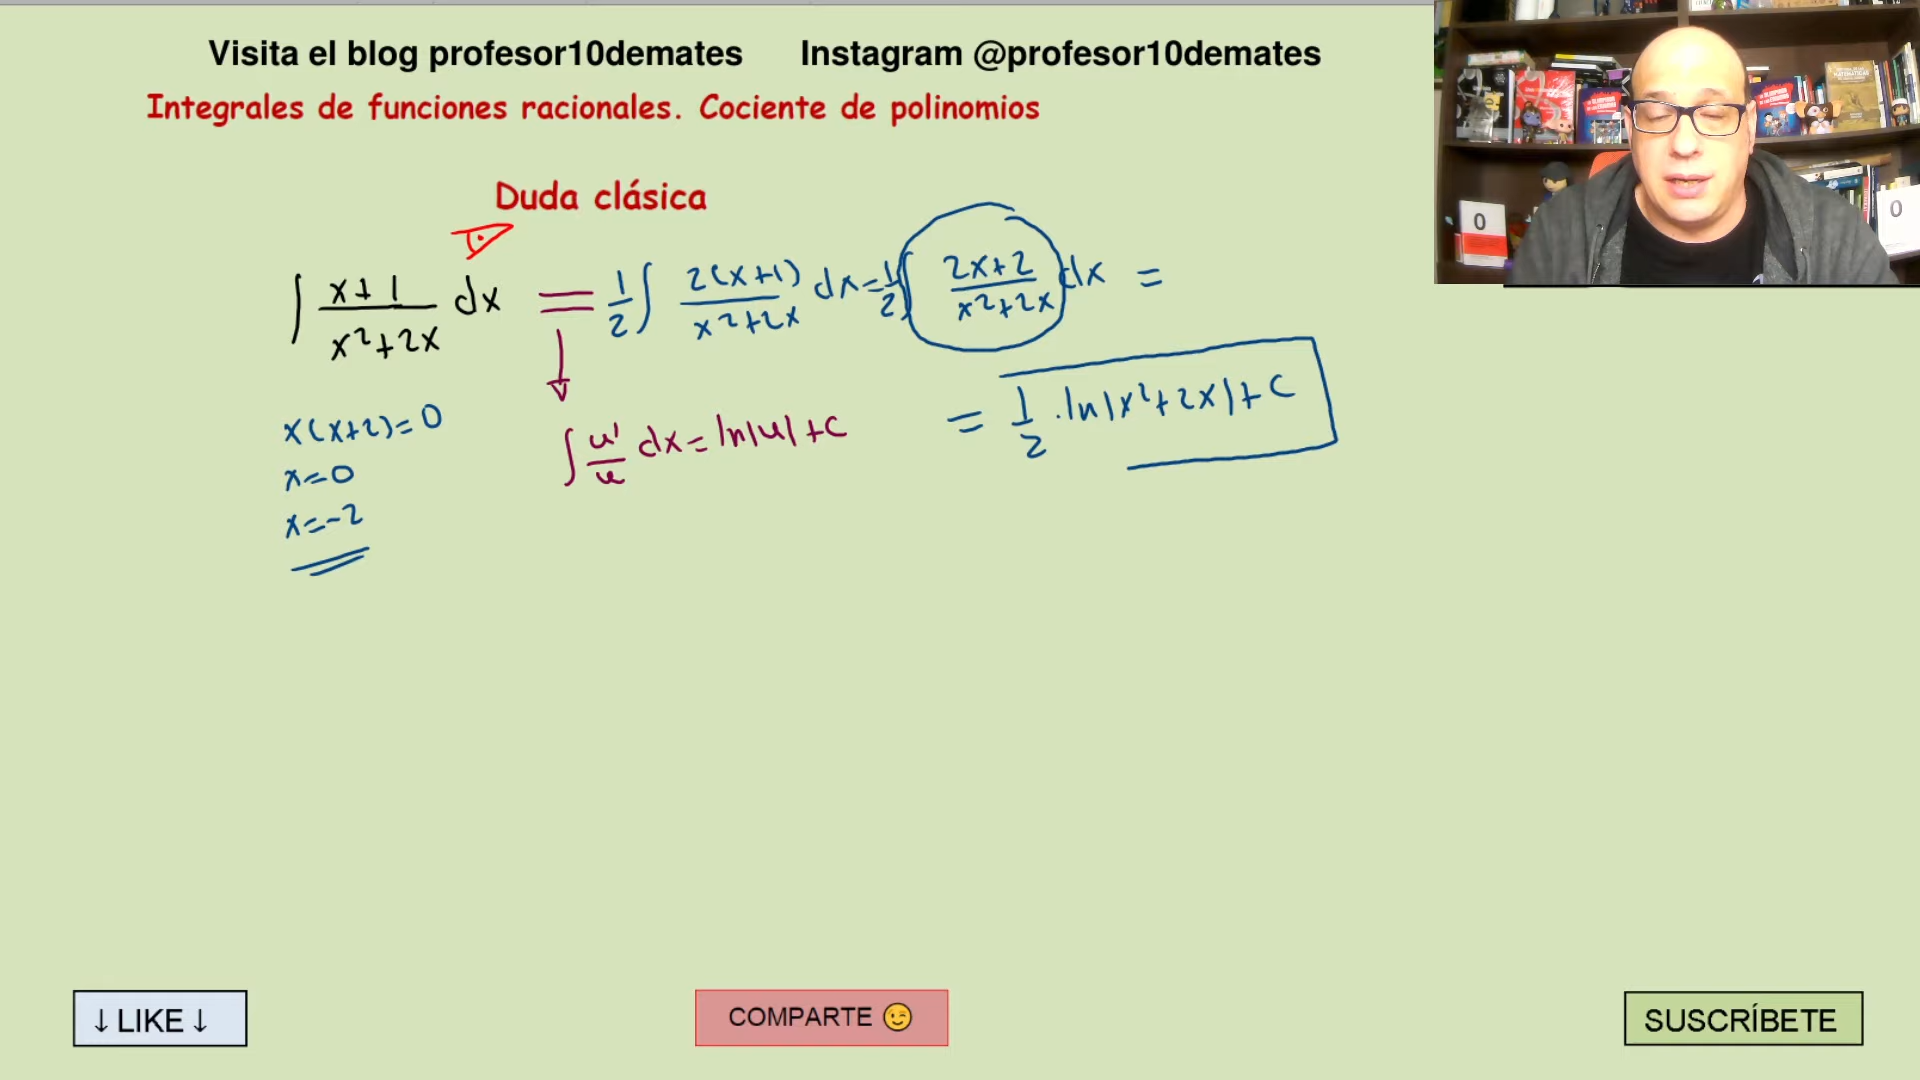 Visita el blog profesor10demates Instagram @profesor10demates
Integrales de funciones racionales. Cociente de polinomios
Duda clásica
∫ (x+1)/(x²+2x) dx = 1/2 ∫ 2(x+1)/(x²+2x) dx = 1/2 ∫ (2x+2)/(x²+2x) dx =
= 1/2 · ln|x²+2x|+c
x(x+2)=0
x=0
x=-2
∫ u'/u dx = ln|u|+c
0
0
↓ LIKE ↓
COMPARTE 😉
SUSCRÍBETE